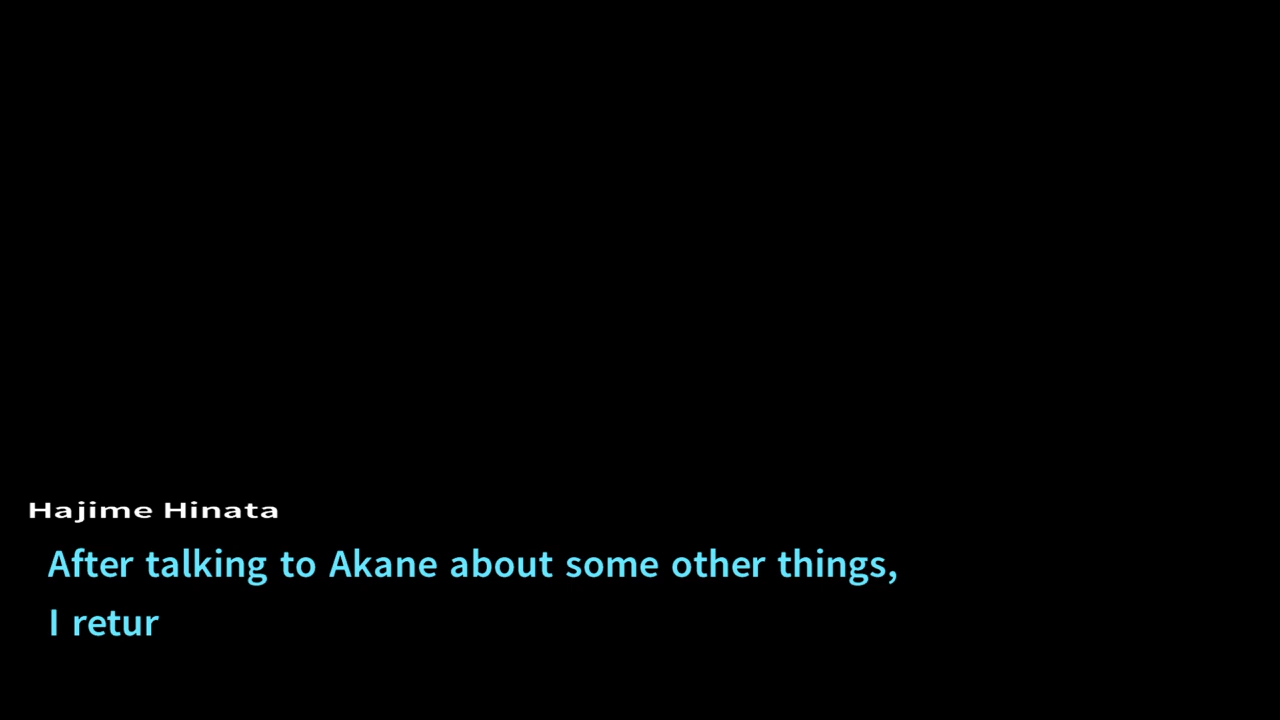 Hajime Hinata
After talking to Akane about some other things,
I retur